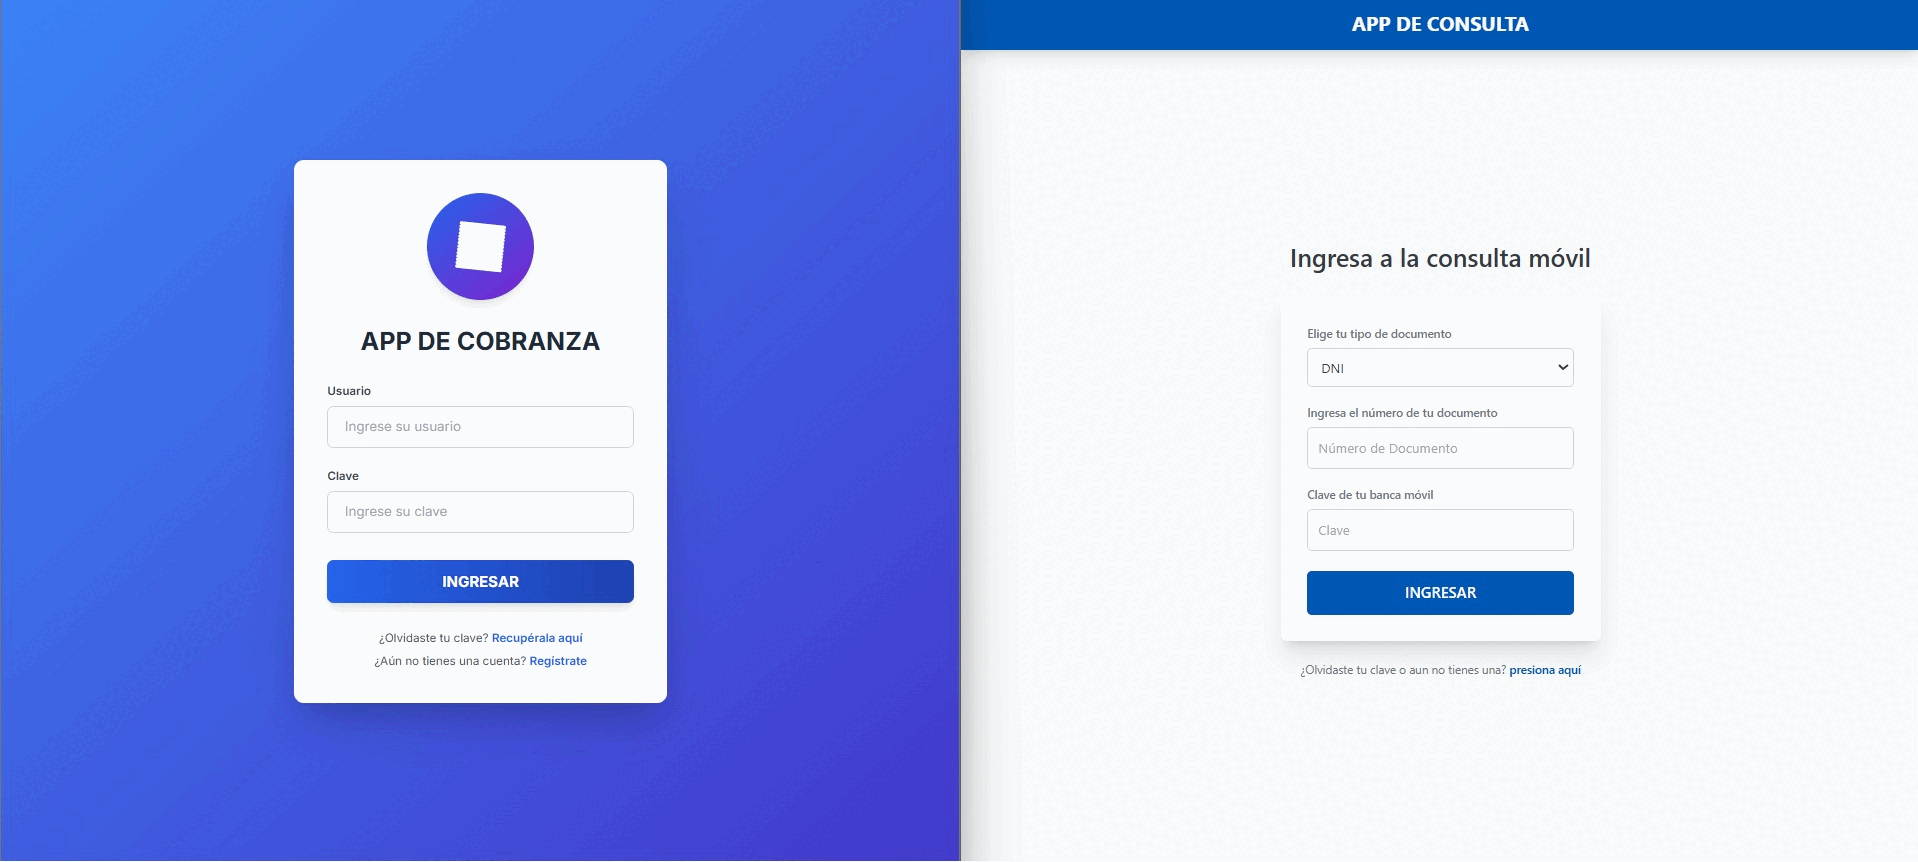 APP DE COBRANZA
Usuario
Ingrese su usuario
Clave
Ingrese su clave
INGRESAR
¿Olvidaste tu clave? Recupérala aquí
¿Aún no tienes una cuenta? Regístrate
APP DE CONSULTA
Ingresa a la consulta móvil
Elige tu tipo de documento
DNI
Ingresa el número de tu documento
Número de Documento
Clave de tu banca móvil
Clave
INGRESAR
¿Olvidaste tu clave o aun no tienes una? presiona aquí